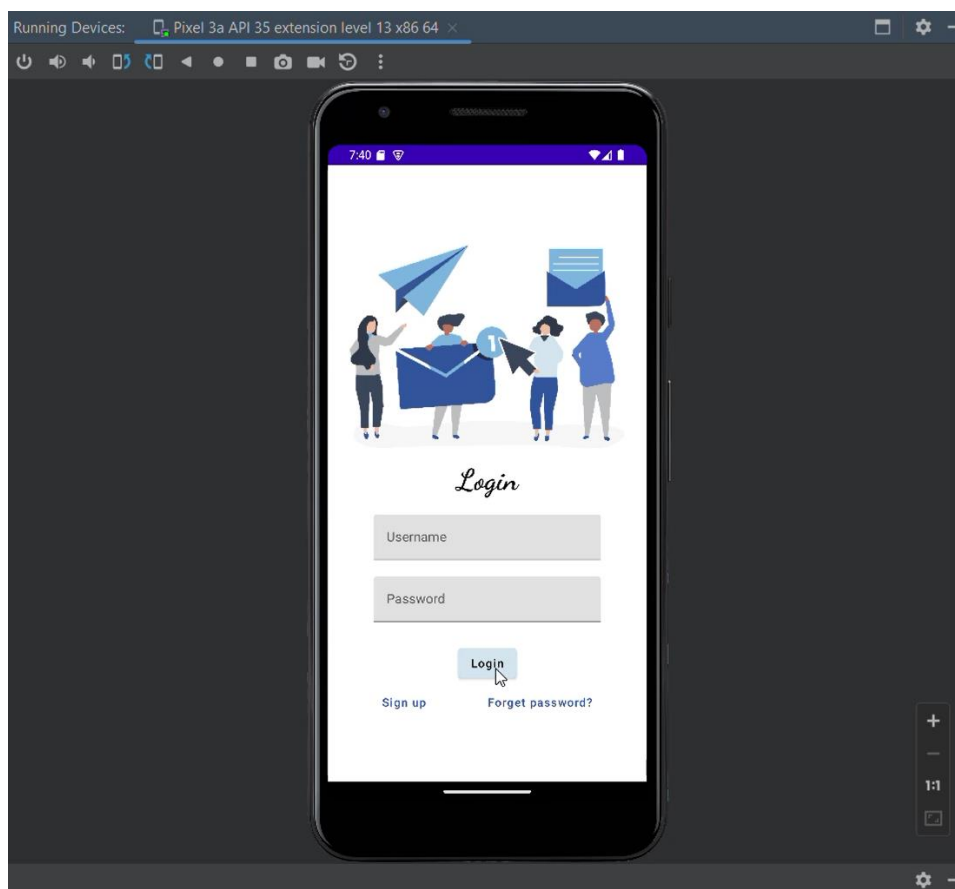 Running Devices: Pixel 3a API 35 extension level 13 x86 64
7:40
1
Login
Username
Password
Login
Sign up Forget password?
1:1